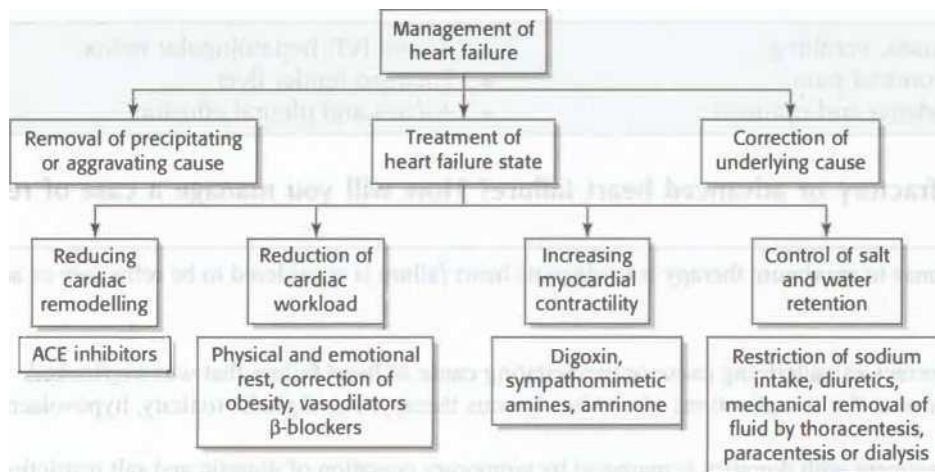 Management of
heart failure
Removal of precipitating
or aggravating cause
Treatment of
heart failure state
Correction of
underlying cause
Reducing
cardiac
remodelling
Reduction of
cardiac
workload
Increasing
myocardial
contractility
Control of salt
and water
retention
ACE inhibitors
Physical and emotional
rest, correction of
obesity, vasodilators
β-blockers
Digoxin,
sympathomimetic
amines, amrinone
Restriction of sodium
intake, diuretics,
mechanical removal of
fluid by thoracentesis,
paracentesis or dialysis